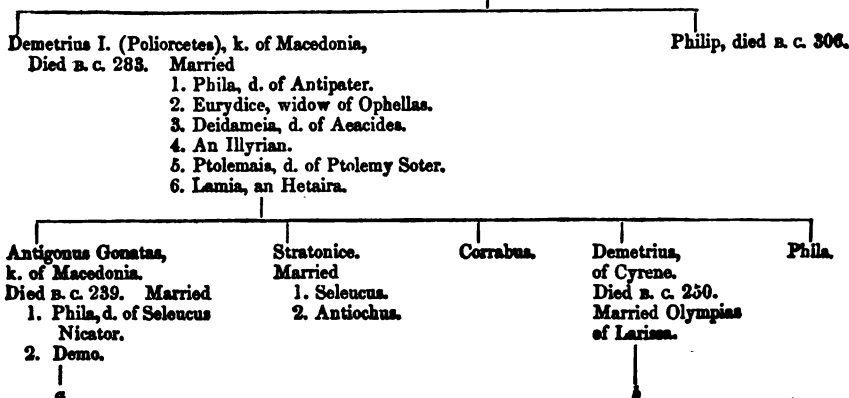 Demetrius I. (Poliorcetes), k. of Macedonia,
Died B. C. 283. Married
1. Phila, d. of Antipater.
2. Eurydice, widow of Ophellas.
3. Deidameia, d. of Aeacides.
4. An Illyrian.
5. Ptolemais, d. of Ptolemy Soter.
6. Lamia, an Hetaira.
Philip, died B. C. 306.
Antigonus Gonatas,
k. of Macedonia.
Died B. C. 239. Married
1. Phila, d. of Seleucus
Nicator.
2. Demo.
a
Stratonice.
Married
1. Seleucus.
2. Antiochus.
Corrabus.
Demetrius,
of Cyrene.
Died B. C. 250.
Married Olympias
of Larissa.
b
Phila.